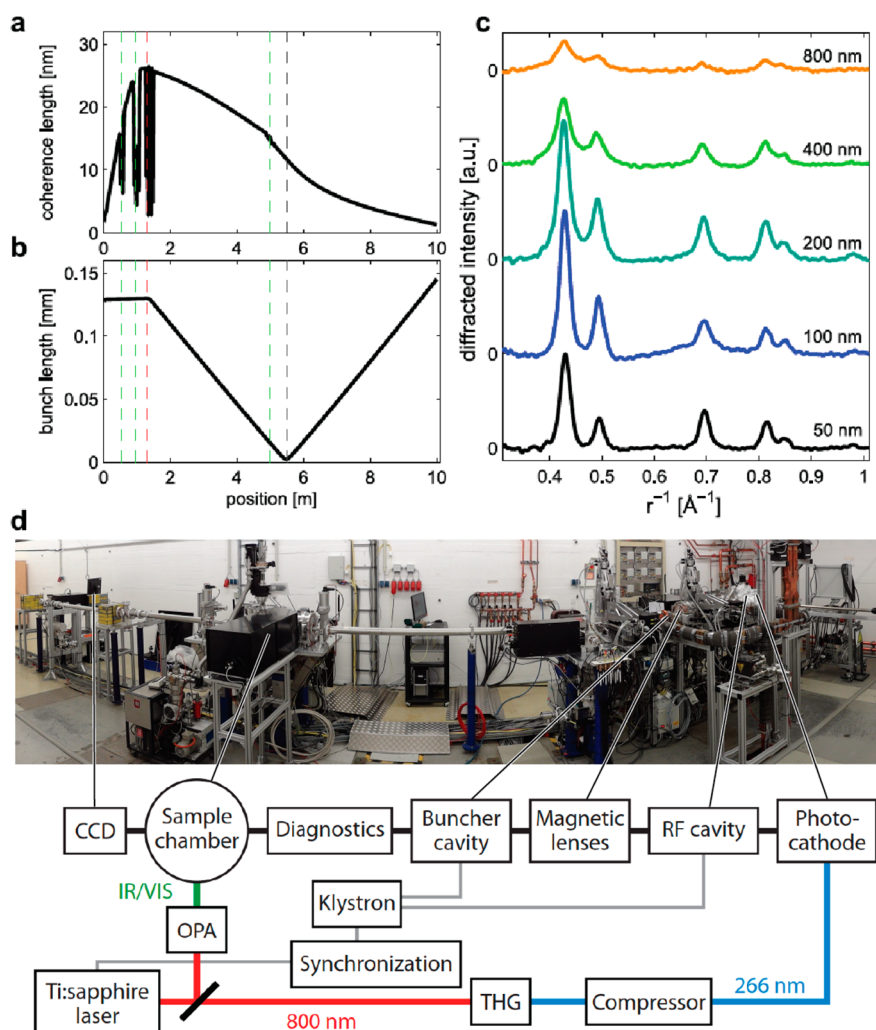 a
coherence length [nm]
30
20
10
0
0 2 4 6 8 10
b
bunch length [mm]
0.15
0.1
0.05
0
0 2 4 6 8 10
position [m]
c
diffracted intensity [a.u.]
800 nm
0
400 nm
0
200 nm
0
100 nm
0
50 nm
0
0.4 0.5 0.6 0.7 0.8 0.9 1
r⁻¹ [Å⁻¹]
d
CCD
Sample
chamber
Diagnostics
Buncher
cavity
Magnetic
lenses
RF cavity
Photo-
cathode
IR/VIS
Klystron
OPA
Synchronization
266 nm
Ti:sapphire
laser
THG
Compressor
800 nm